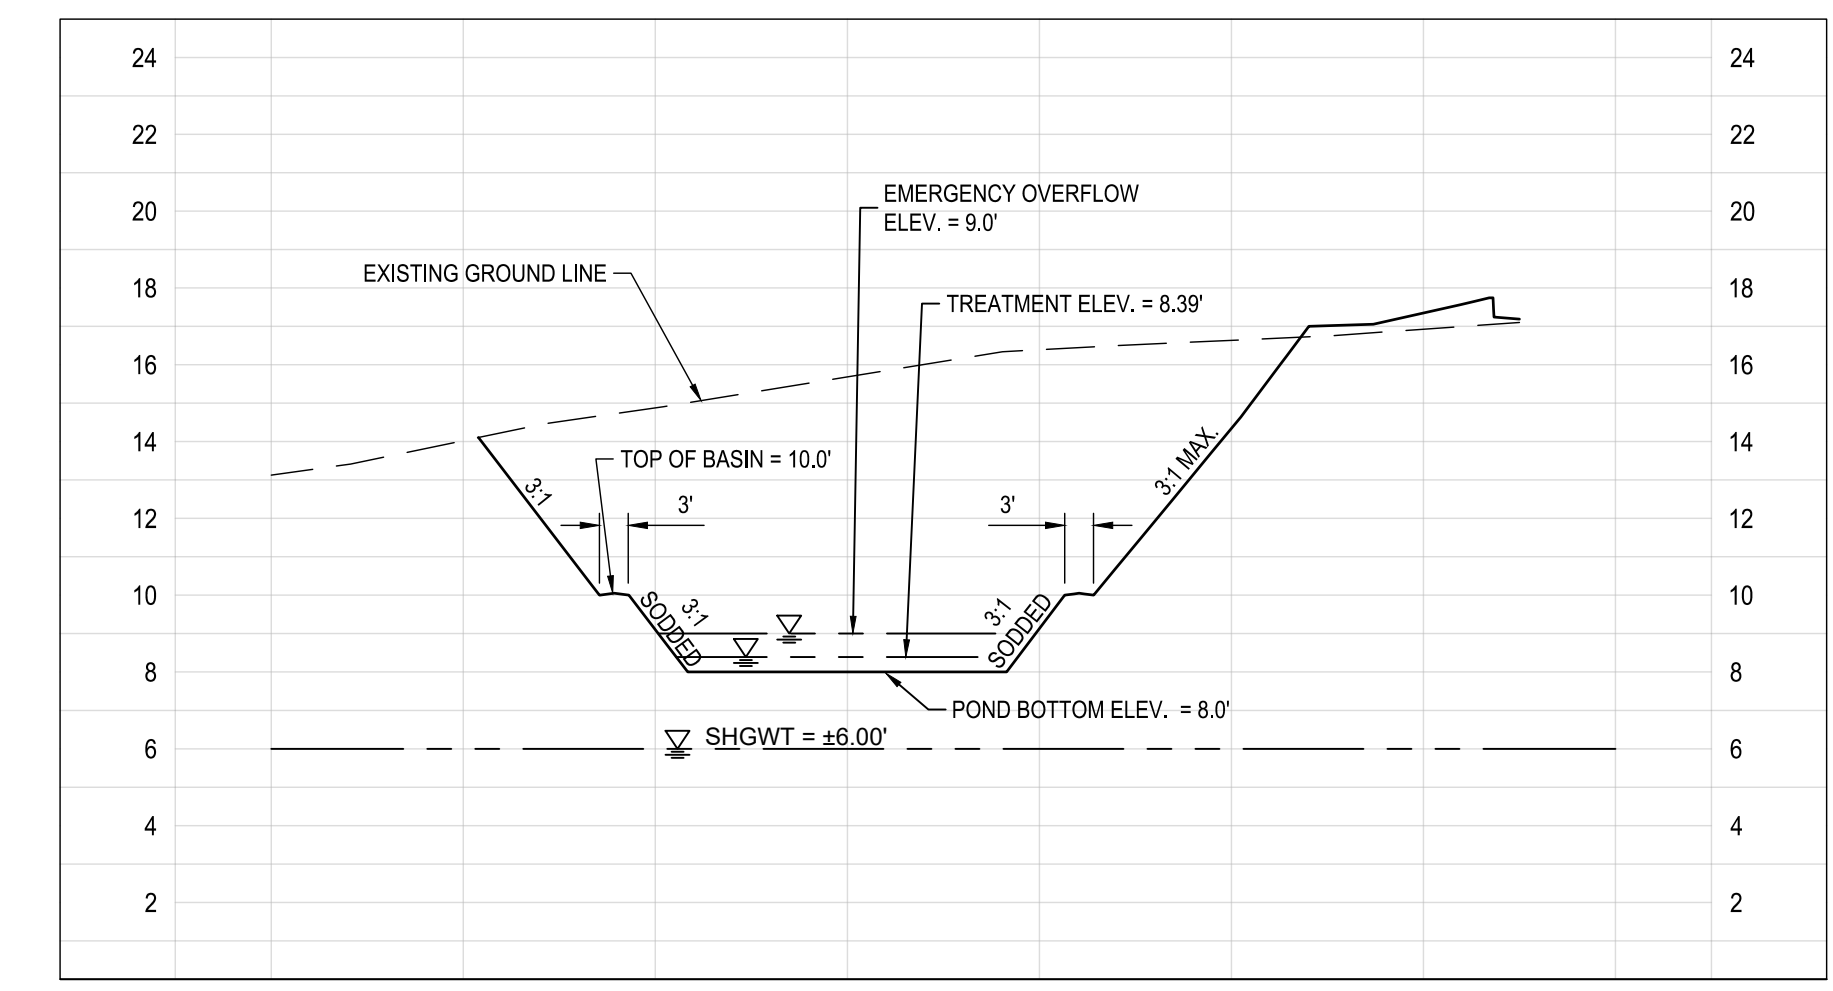 24 24
22 22
EMERGENCY OVERFLOW
20 20
ELEV. = 9.0'
EXISTING GROUND LINE
18 18
TREATMENT ELEV. = 8.39'
16 16
14 14
TOP OF BASIN = 10.0'
3:1 MAX.
3:1
3' 3'
12 12
10 10
3:1 3:1
SODDED SODDED
8 8
POND BOTTOM ELEV. = 8.0'
SHGWT = ±6.00'
6 6
4 4
2 2